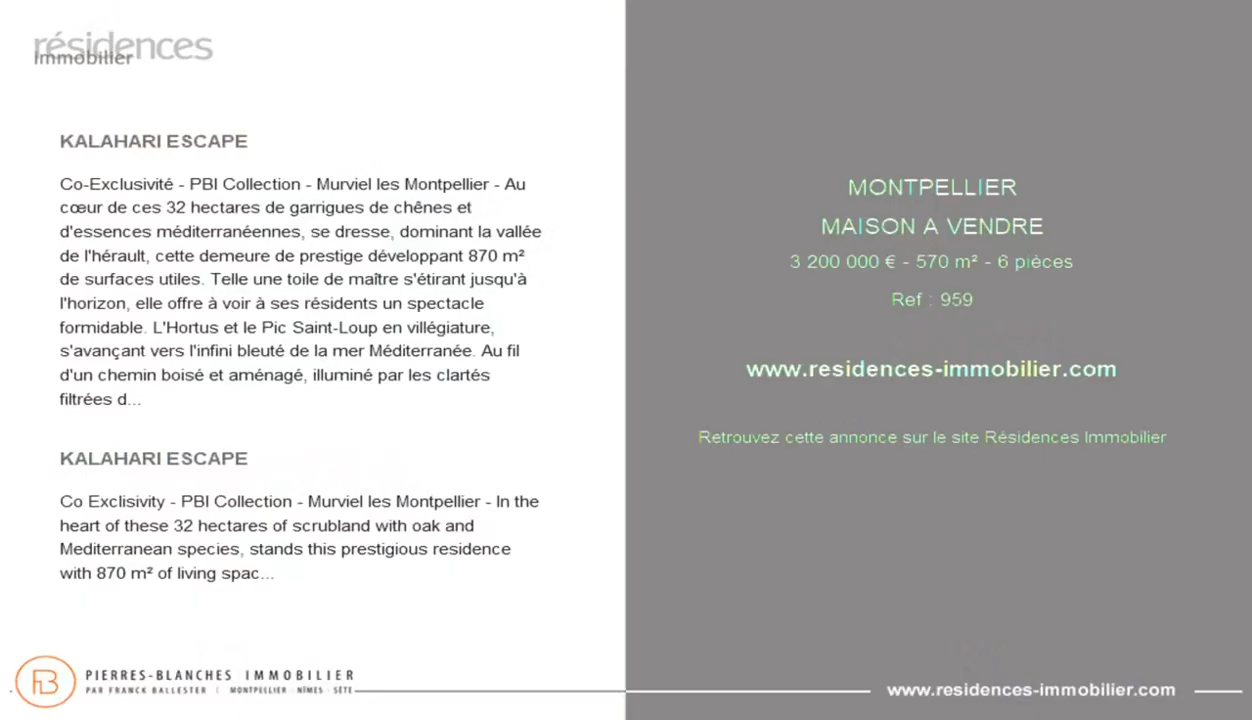 résidences
Immobilier
KALAHARI ESCAPE
Co-Exclusivité - PBI Collection - Murviel les Montpellier - Au
cœur de ces 32 hectares de garrigues de chênes et
d'essences méditerranéennes, se dresse, dominant la vallée
de l'hérault, cette demeure de prestige développant 870 m²
de surfaces utiles. Telle une toile de maître s'étirant jusqu'à
l'horizon, elle offre à voir à ses résidents un spectacle
formidable. L'Hortus et le Pic Saint-Loup en villégiature,
s'avançant vers l'infini bleuté de la mer Méditerranée. Au fil
d'un chemin boisé et aménagé, illuminé par les clartés
filtrées d...
KALAHARI ESCAPE
Co Exclisivity - PBI Collection - Murviel les Montpellier - In the
heart of these 32 hectares of scrubland with oak and
Mediterranean species, stands this prestigious residence
with 870 m² of living spac...
PIERRES-BLANCHES IMMOBILIER
PAR FRANCK BALLESTER | MONTPELLIER NÎMES SÈTE
MONTPELLIER
MAISON A VENDRE
3 200 000 € - 570 m² - 6 pièces
Ref : 959
www.residences-immobilier.com
Retrouvez cette annonce sur le site Résidences Immobilier
www.residences-immobilier.com